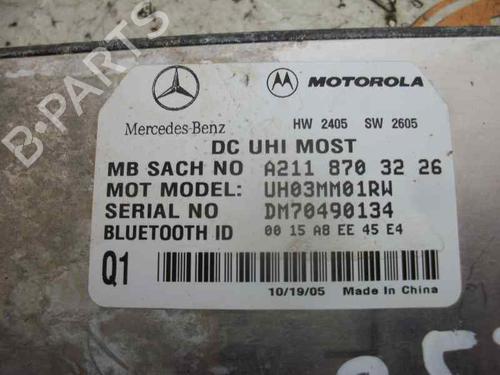 B-PARTS
MOTOROLA
Mercedes-Benz HW 2405 SW 2605
DC UHI MOST
MB SACH NO A211 870 32 26
MOT MODEL: UH03MM01RW
SERIAL NO DM70490134
BLUETOOTH ID 00 15 A8 EE 45 E4
Q1
10/19/05 Made In China